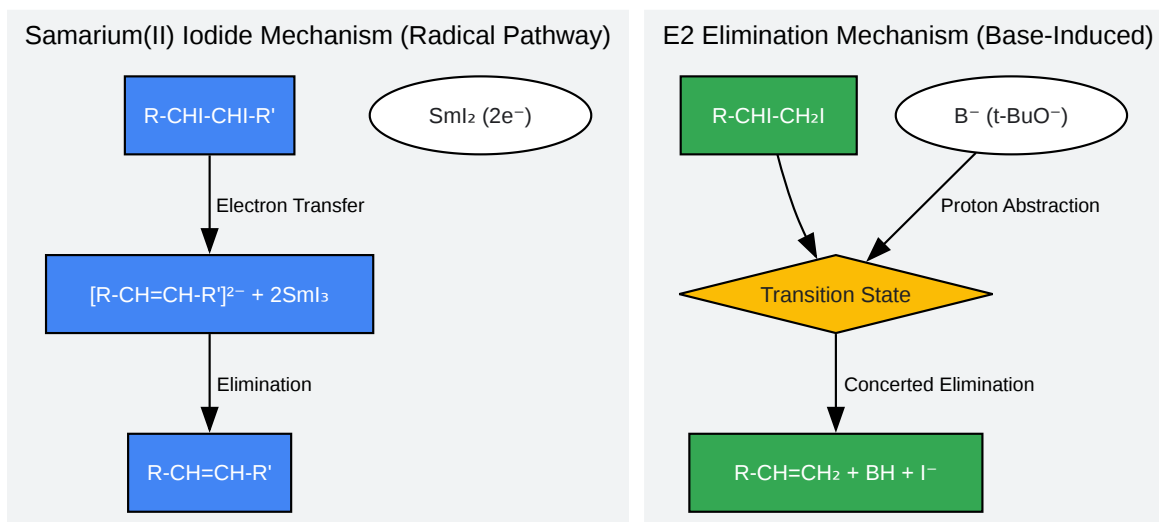 Samarium(II) Iodide Mechanism (Radical Pathway)
R-CHI-CHI-R'
SmI₂ (2e⁻)
Electron Transfer
[R-CH=CH-R']²⁻ + 2SmI₃
Elimination
R-CH=CH-R'
E2 Elimination Mechanism (Base-Induced)
R-CHI-CH₂I
B⁻ (t-BuO⁻)
Proton Abstraction
Transition State
Concerted Elimination
R-CH=CH₂ + BH + I⁻